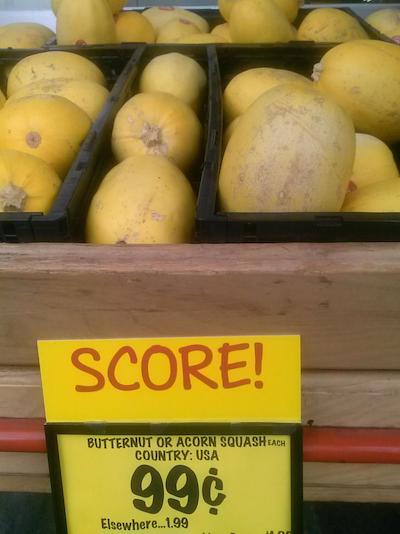 SCORE!
BUTTERNUT OR ACORN SQUASH EACH
COUNTRY: USA
99¢
Elsewhere...1.99